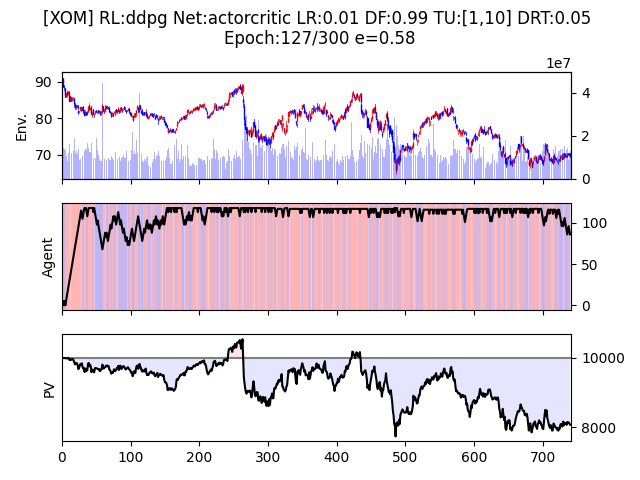 [XOM] RL:ddpg Net:actorcritic LR:0.01 DF:0.99 TU:[1,10] DRT:0.05
Epoch:127/300 e=0.58
1e7
90
80
70
Env.
4
2
0
Agent
100
50
0
PV
10000
8000
0 100 200 300 400 500 600 700